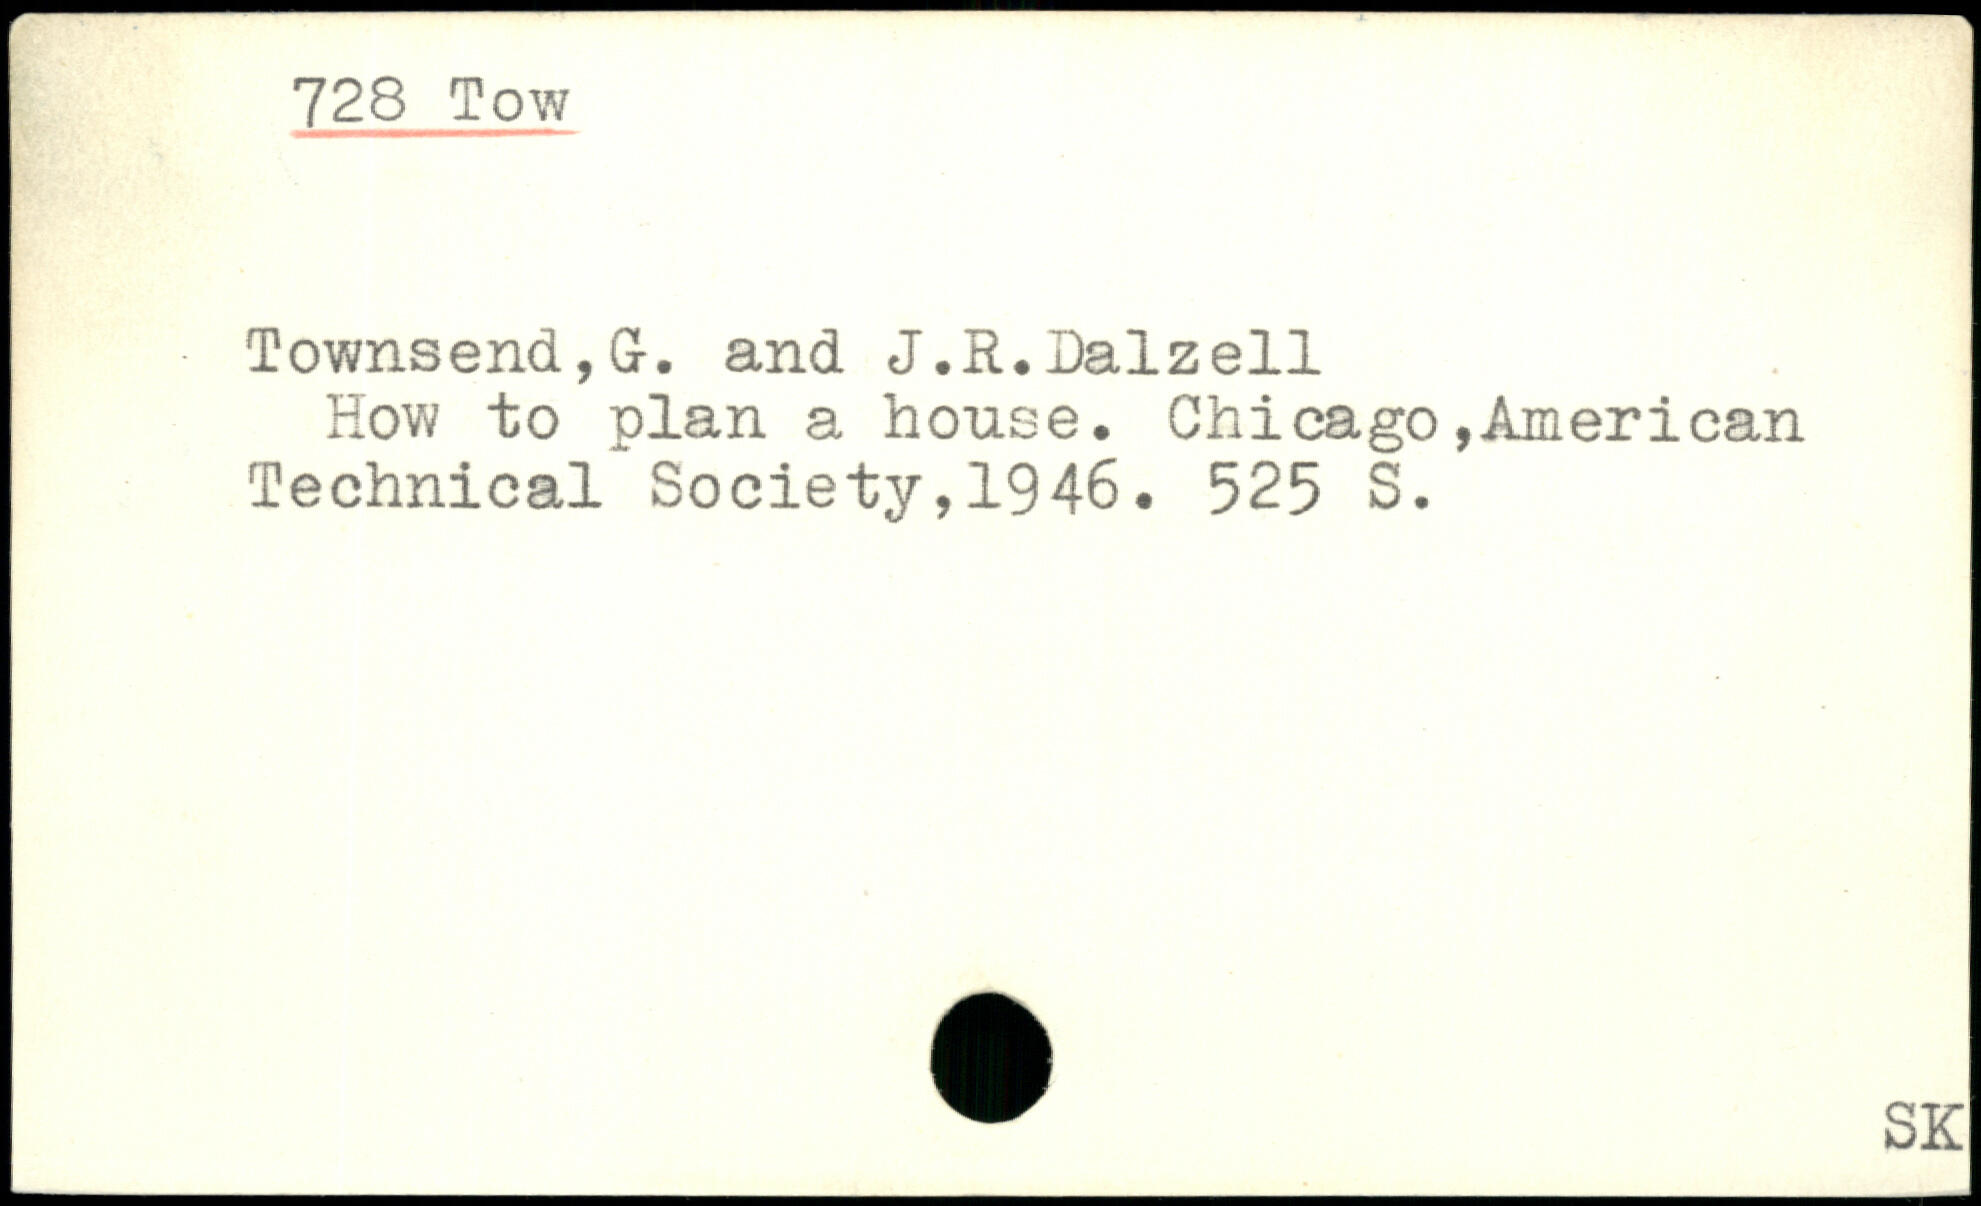 728 Tow
Townsend,G. and J.R.Dalzell
How to plan a house. Chicago,American
Technical Society,1946. 525 S.
SK